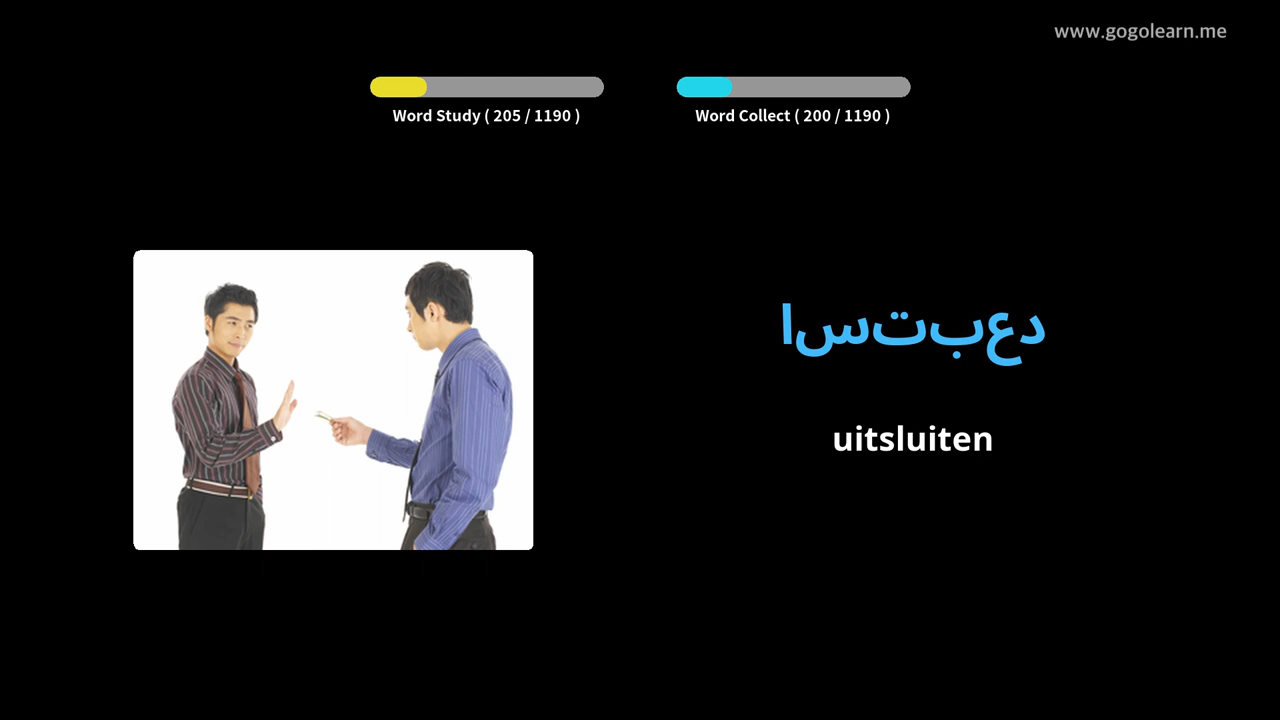 www.gogolearn.me
Word Study ( 205 / 1190 )
Word Collect ( 200 / 1190 )
استبعد
uitsluiten